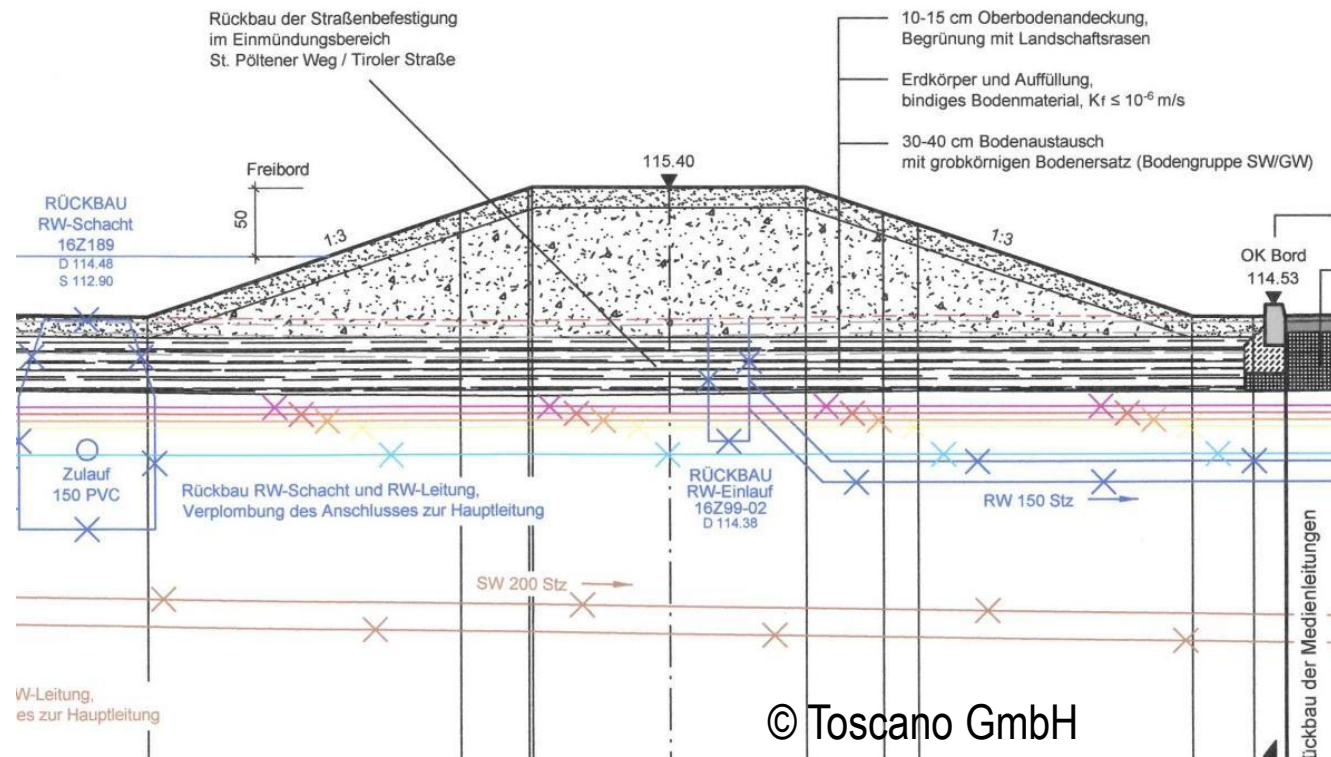 Rückbau der Straßenbefestigung
im Einmündungsbereich
St. Pöltener Weg / Tiroler Straße
10-15 cm Oberbodenandeckung,
Begrünung mit Landschaftsrasen
Erdkörper und Auffüllung,
bindiges Bodenmaterial, Kf ≤ 10⁻⁶ m/s
30-40 cm Bodenaustausch
mit grobkörnigen Bodenersatz (Bodengruppe SW/GW)
Freibord
50
1:3
115.40
1:3
RÜCKBAU
RW-Schacht
16Z189
D 114.48
S 112.90
OK Bord
114.53
Zulauf
150 PVC
Rückbau RW-Schacht und RW-Leitung,
Verplombung des Anschlusses zur Hauptleitung
RÜCKBAU
RW-Einlauf
16Z99-02
D 114.38
RW 150 Stz
SW 200 Stz
W-Leitung,
es zur Hauptleitung
ückbau der Medienleitungen
© Toscano GmbH